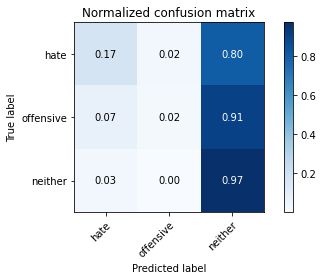 Normalized confusion matrix
True label
hate
0.17 0.02 0.80
offensive
0.07 0.02 0.91
neither
0.03 0.00 0.97
hate
offensive
neither
Predicted label
0.8
0.6
0.4
0.2